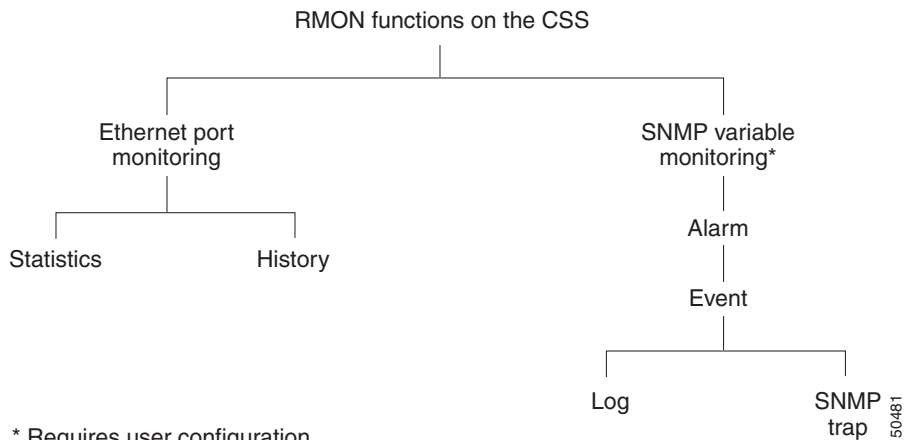 RMON functions on the CSS
Ethernet port
monitoring
SNMP variable
monitoring*
Statistics
History
Alarm
Event
Log
SNMP
trap
* Requires user configuration
50481